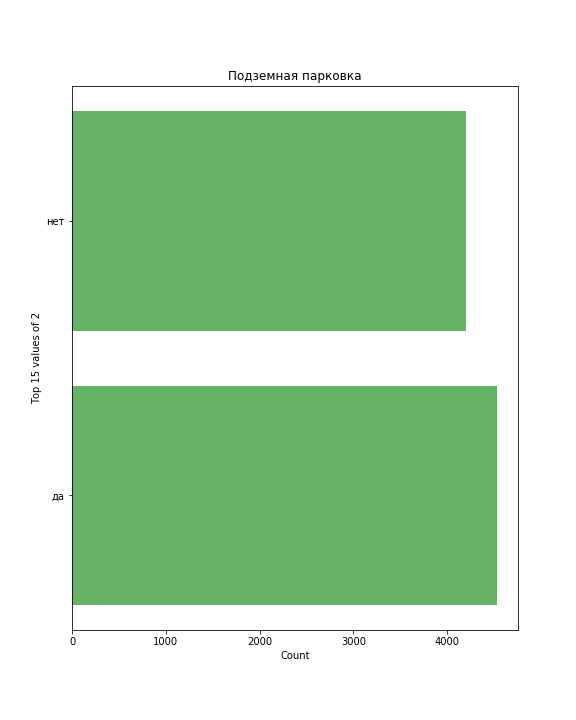 Подземная парковка
нет
да
Top 15 values of 2
0 1000 2000 3000 4000
Count